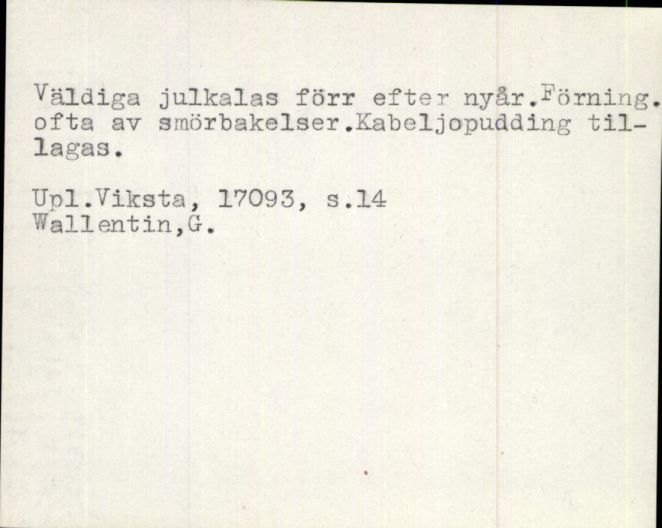 Väldiga julkalas förr efter nyår.Förning.
ofta av smörbakelser.Kabeljopudding til-
lagas.
Upl.Viksta, 17093, s.14
Wallentin,G.